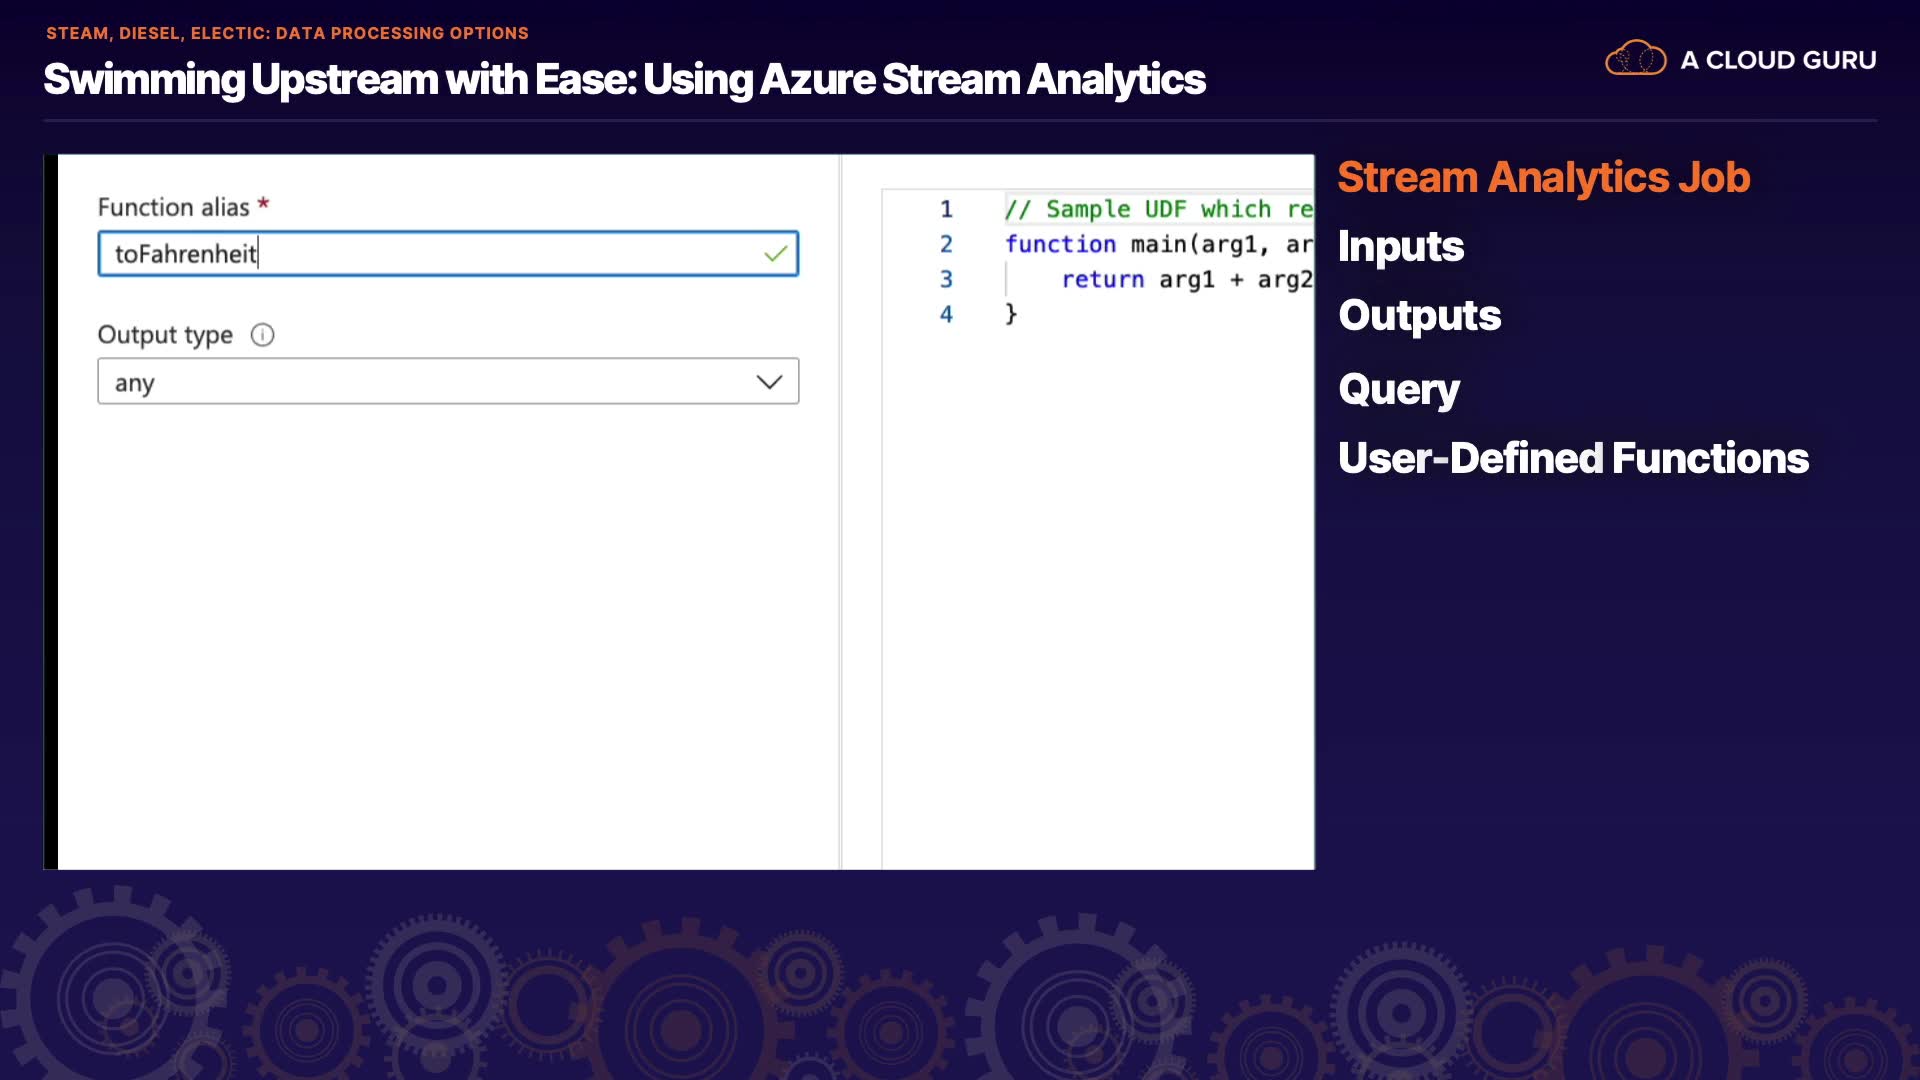 STEAM, DIESEL, ELECTIC: DATA PROCESSING OPTIONS
Swimming Upstream with Ease: Using Azure Stream Analytics
A CLOUD GURU
Function alias *
toFahrenheit
Output type
any
1 // Sample UDF which re
2 function main(arg1, ar
3 return arg1 + arg2
4 }
Stream Analytics Job
Inputs
Outputs
Query
User-Defined Functions